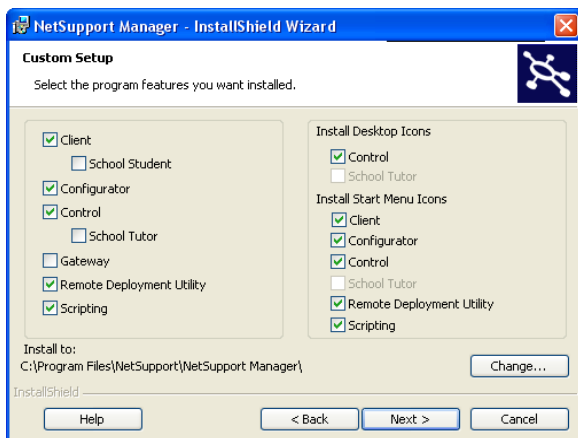 NetSupport Manager - InstallShield Wizard
Custom Setup
Select the program features you want installed.
Client
School Student
Configurator
Control
School Tutor
Gateway
Remote Deployment Utility
Scripting
Install Desktop Icons
Control
School Tutor
Install Start Menu Icons
Client
Configurator
Control
School Tutor
Remote Deployment Utility
Scripting
Install to:
C:\Program Files\NetSupport\NetSupport Manager\
Change...
InstallShield
Help
< Back
Next >
Cancel